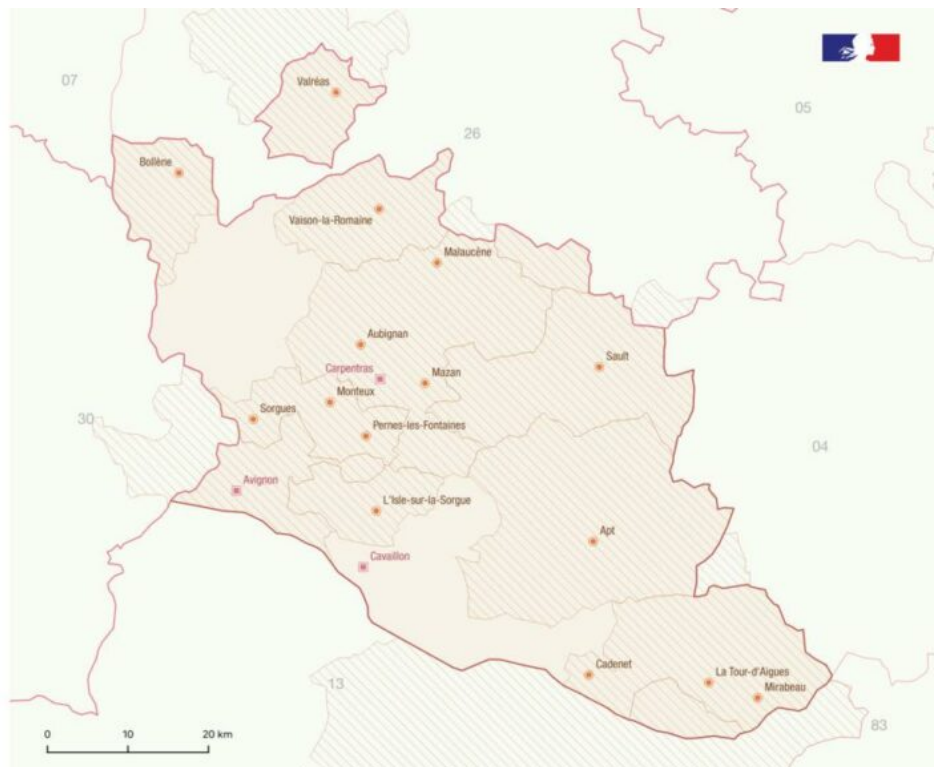 Valréas
07
05
26
Bollène
Vaison-la-Romaine
Malaucène
Aubignan
Sault
Carpentras
Mazan
Monteux
Sorgues
30
Pernes-les-Fontaines
04
Avignon
L'Isle-sur-la-Sorgue
Apt
Cavaillon
Cadenet
La Tour-d'Aigues
13
Mirabeau
83
0 10 20 km